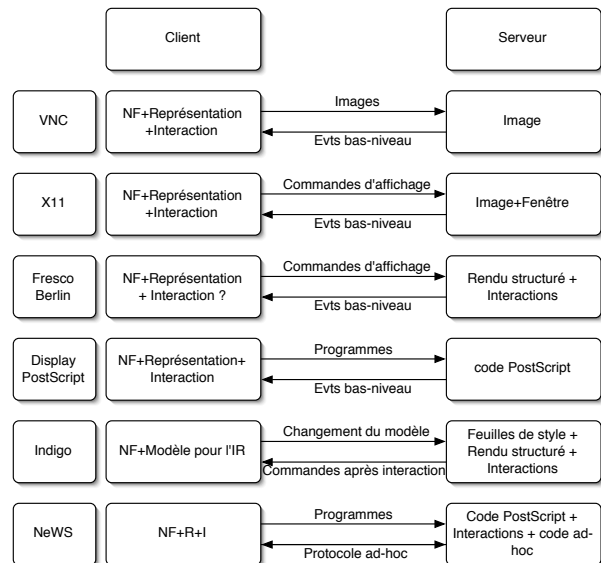 Client
Serveur
VNC
NF+Représentation
+Interaction
Images
Evts bas-niveau
Image
X11
NF+Représentation
+Interaction
Commandes d'affichage
Evts bas-niveau
Image+Fenêtre
Fresco
Berlin
NF+Représentation
+ Interaction ?
Commandes d'affichage
Evts bas-niveau
Rendu structuré +
Interactions
Display
PostScript
NF+Représentation+
Interaction
Programmes
Evts bas-niveau
code PostScript
Indigo
NF+Modèle pour l'IR
Changement du modèle
Commandes après interaction
Feuilles de style +
Rendu structuré +
Interactions
NeWS
NF+R+I
Programmes
Protocole ad-hoc
Code PostScript +
Interactions + code ad-
hoc